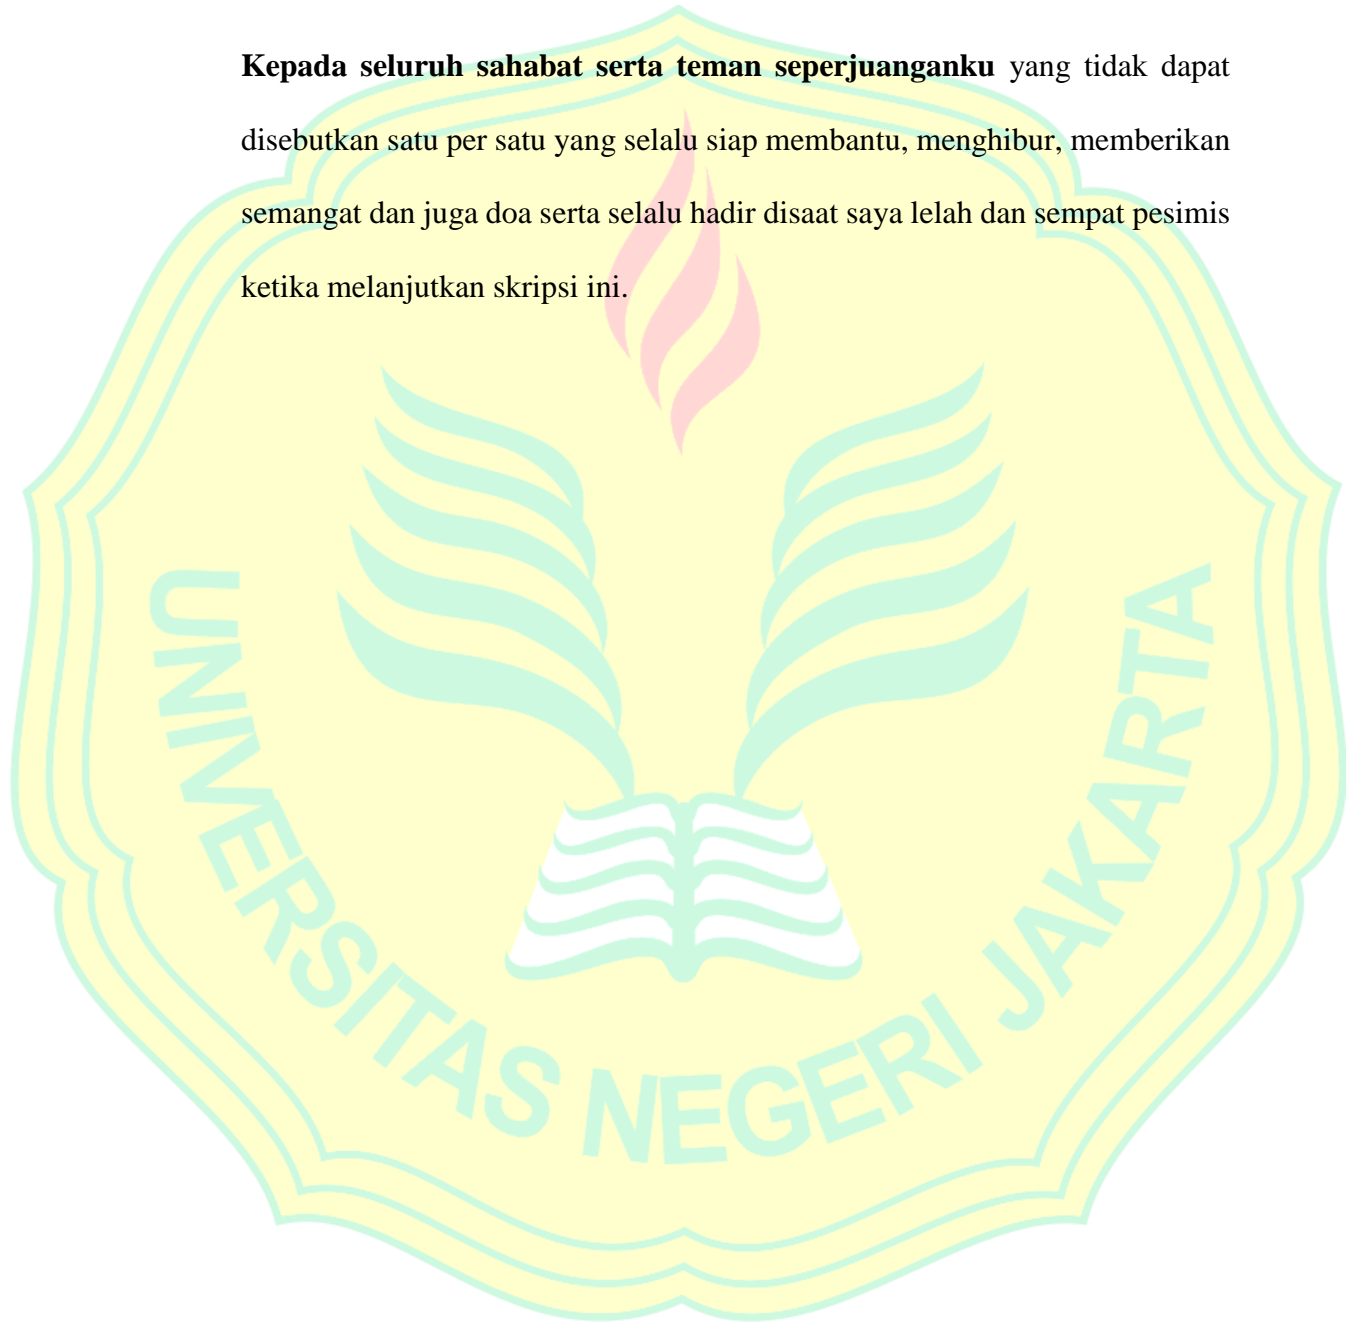 Kepada seluruh sahabat serta teman seperjuanganku yang tidak dapat
disebutkan satu per satu yang selalu siap membantu, menghibur, memberikan
semangat dan juga doa serta selalu hadir disaat saya lelah dan sempat pesimis
ketika melanjutkan skripsi ini.
UNIVERSITAS NEGERI JAKARTA